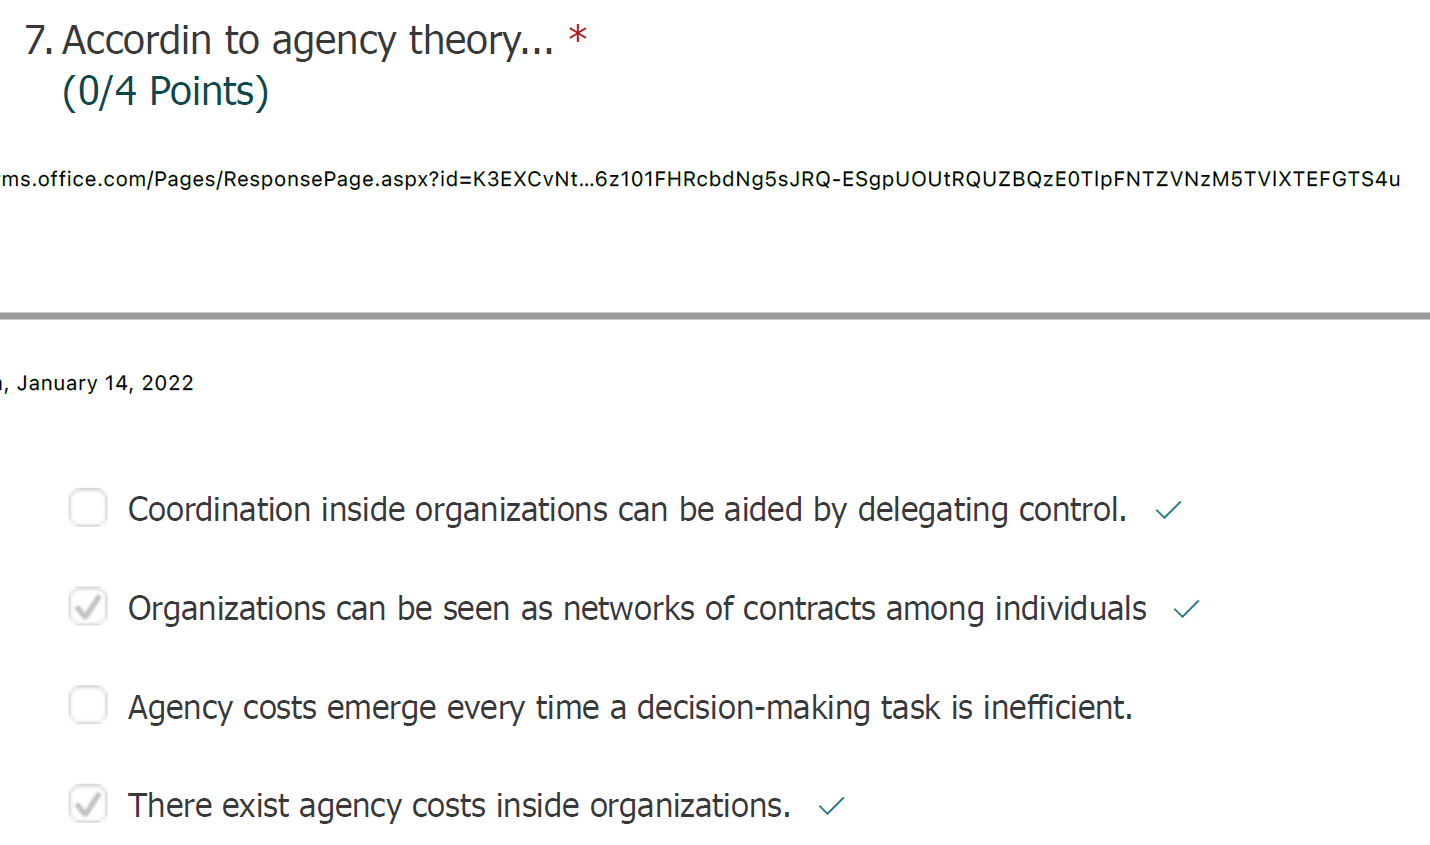 7. Accordin to agency theory... *
(0/4 Points)
ms.office.com/Pages/ResponsePage.aspx?id=K3EXCvNt...6z101FHRcbdNg5sJRQ-ESgpUOUtRQUZBQzE0TlpFNTZVNzM5TVIXTEFGTS4u
, January 14, 2022
Coordination inside organizations can be aided by delegating control.
Organizations can be seen as networks of contracts among individuals
Agency costs emerge every time a decision-making task is inefficient.
There exist agency costs inside organizations.